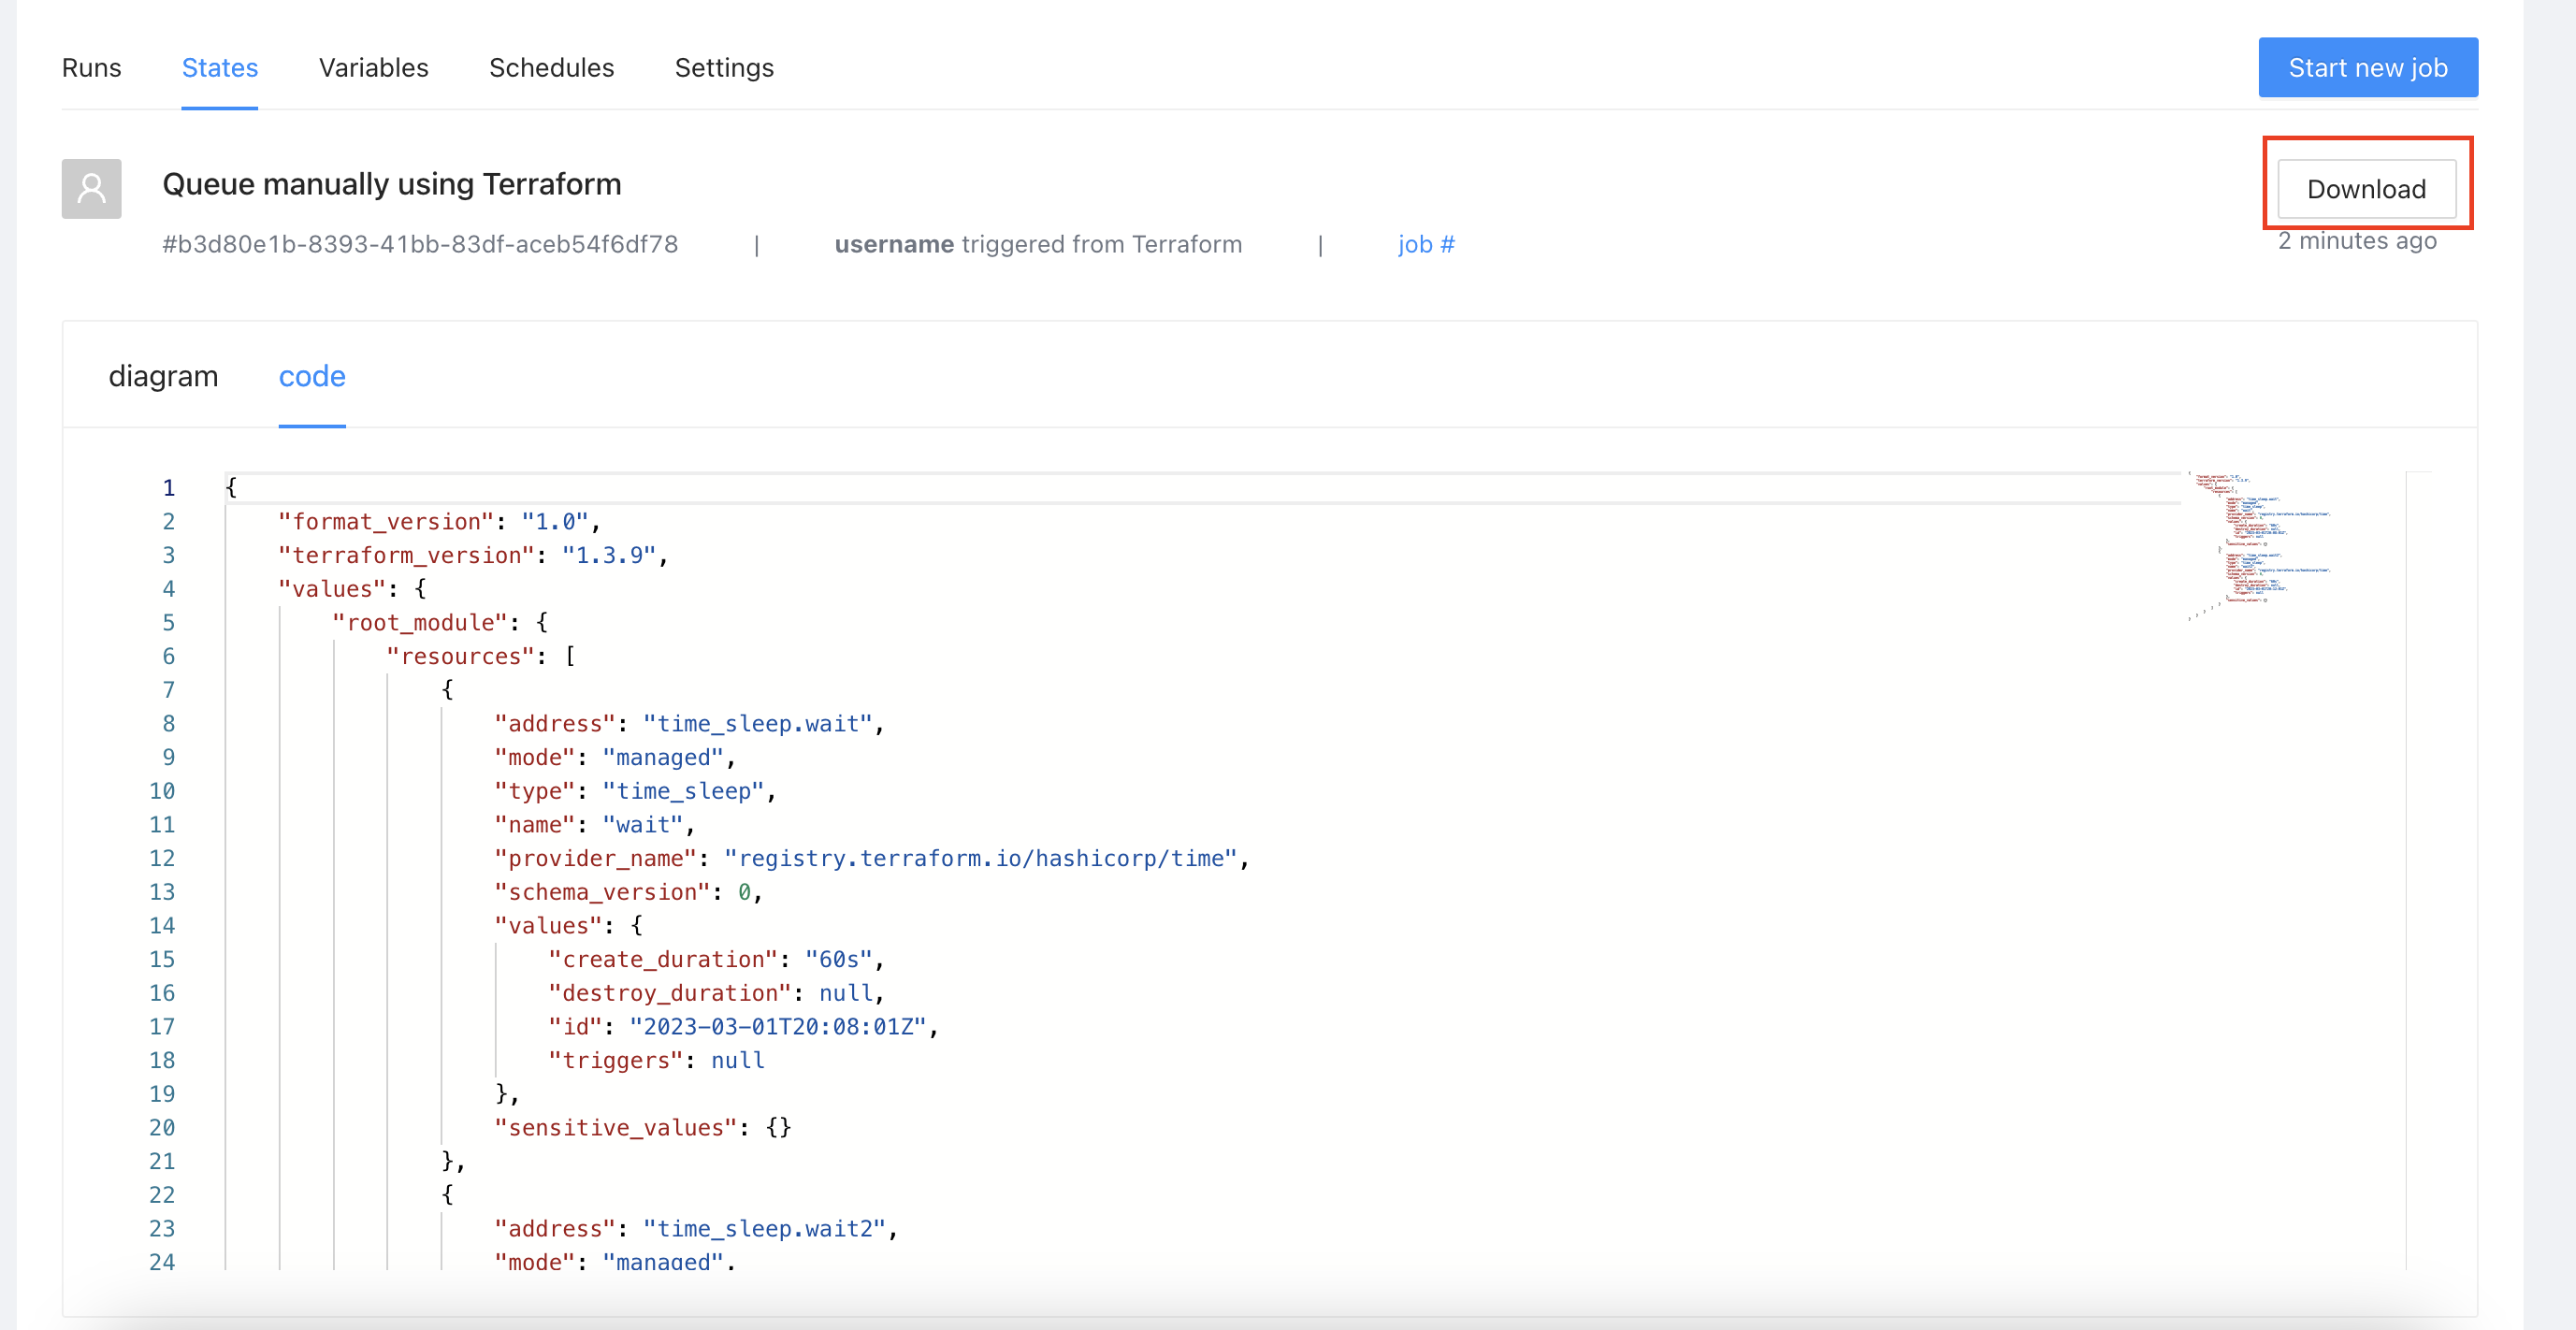 Runs States Variables Schedules Settings Start new job
Queue manually using Terraform Download
#b3d80e1b-8393-41bb-83df-aceb54f6df78 | username triggered from Terraform | job # 2 minutes ago
diagram code
1 {
2 "format_version": "1.0",
3 "terraform_version": "1.3.9",
4 "values": {
5 "root_module": {
6 "resources": [
7 {
8 "address": "time_sleep.wait",
9 "mode": "managed",
10 "type": "time_sleep",
11 "name": "wait",
12 "provider_name": "registry.terraform.io/hashicorp/time",
13 "schema_version": 0,
14 "values": {
15 "create_duration": "60s",
16 "destroy_duration": null,
17 "id": "2023-03-01T20:08:01Z",
18 "triggers": null
19 },
20 "sensitive_values": {}
21 },
22 {
23 "address": "time_sleep.wait2",
24 "mode": "managed",